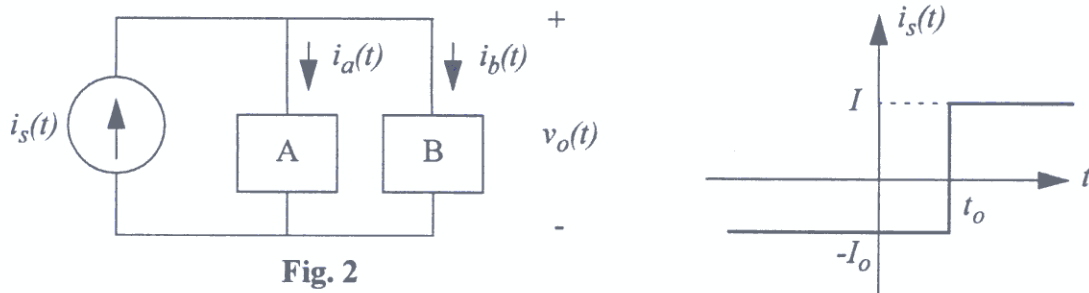 +
i_s(t)
i_a(t)
i_b(t)
I
i_s(t)
A
B
v_o(t)
t
t_o
-
-I_o
Fig. 2